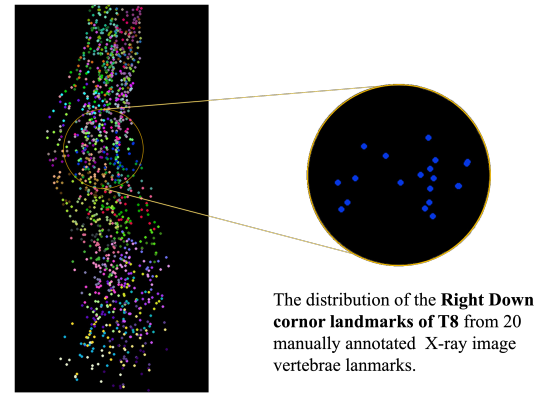 The distribution of the Right Down
cornor landmarks of T8 from 20
manually annotated X-ray image
vertebrae lanmarks.